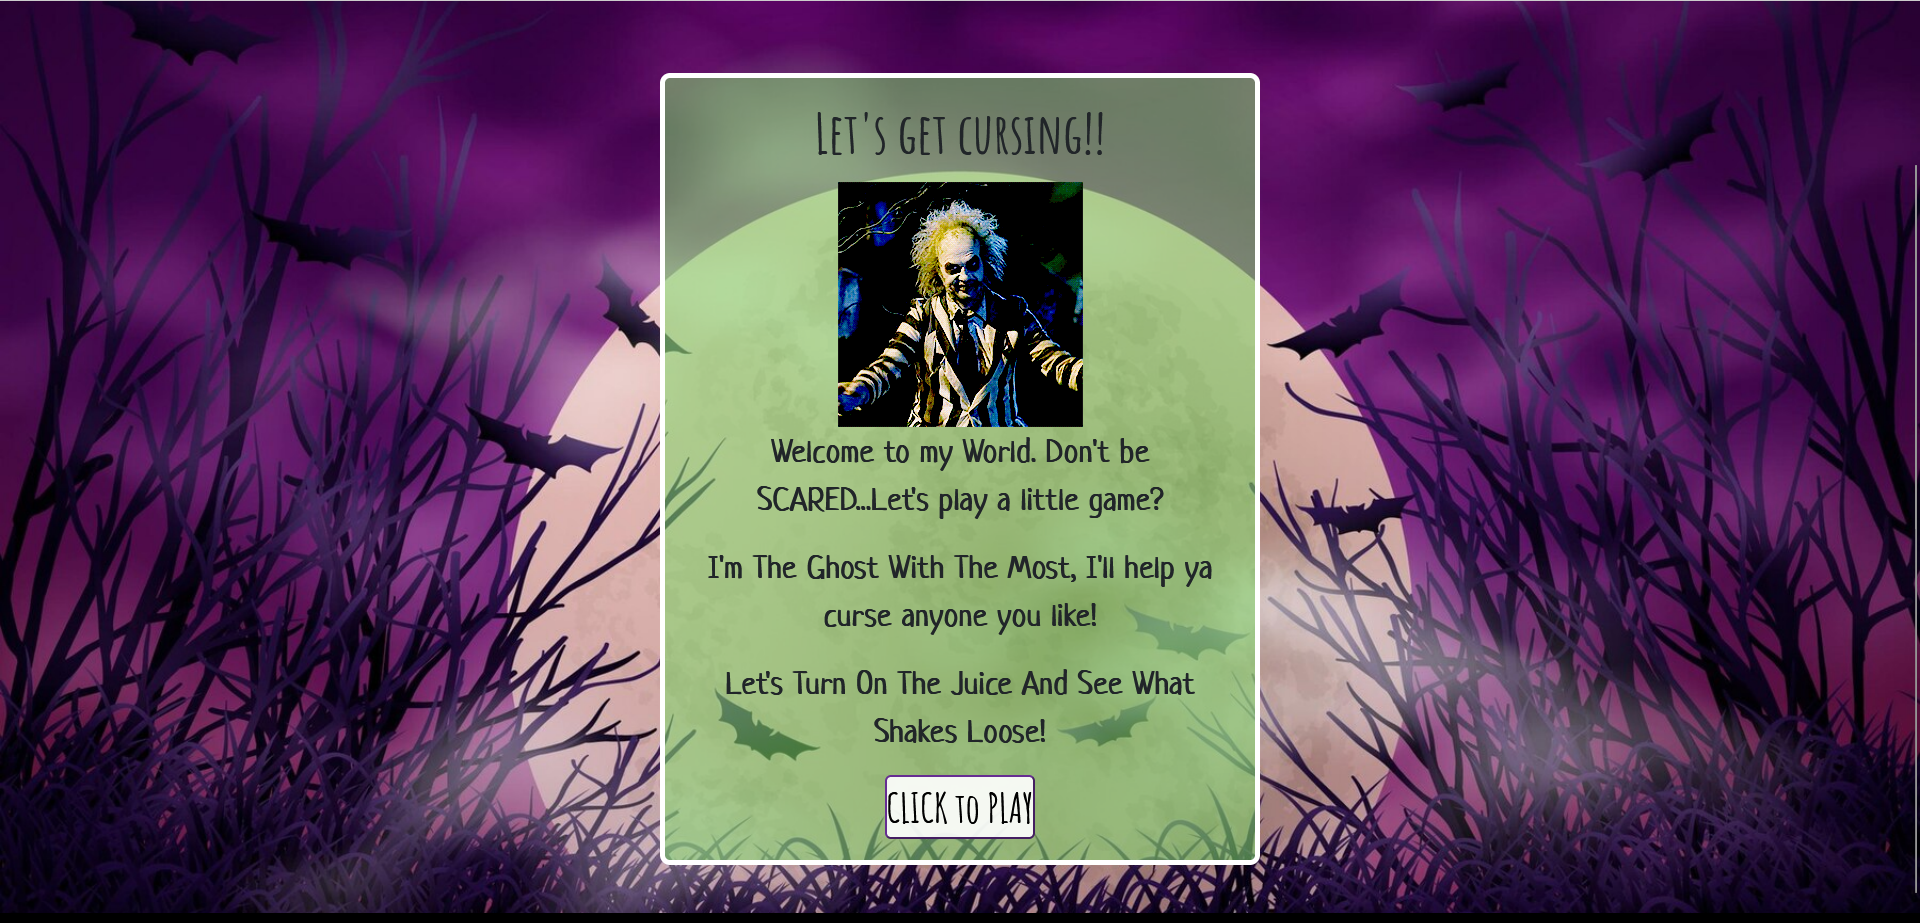 Let's get cursing!!
Welcome to my World. Don't be
SCARED...Let's play a little game?
I'm The Ghost With The Most, I'll help ya
curse anyone you like!
Let's Turn On The Juice And See What
Shakes Loose!
CLICK to PLAY